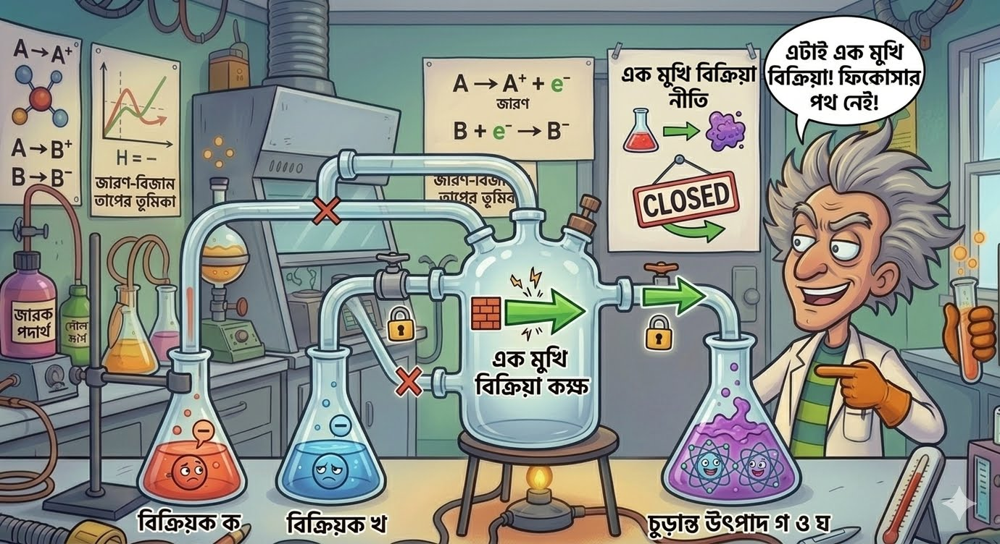 A → A⁺
A → B⁺
B → B⁻
H = −
জারণ-বিজাম
তাপের তুমিকা
A → A⁺ + e⁻
জারণ
B + e⁻ → B⁻
জারণ-বিজা
তাপের তূমিক
এক মুখি বিক্রিয়া
নীতি
CLOSED
এটাই এক মুখি
বিক্রিয়া! ফিকোসার
পথ নেই!
জারক
পদার্থ
এক মুখি
বিক্রিয়া কক্ষ
বিক্রিয়ক ক
বিক্রিয়ক খ
চুড়ান্ত উৎপাদ গ ও ঘ